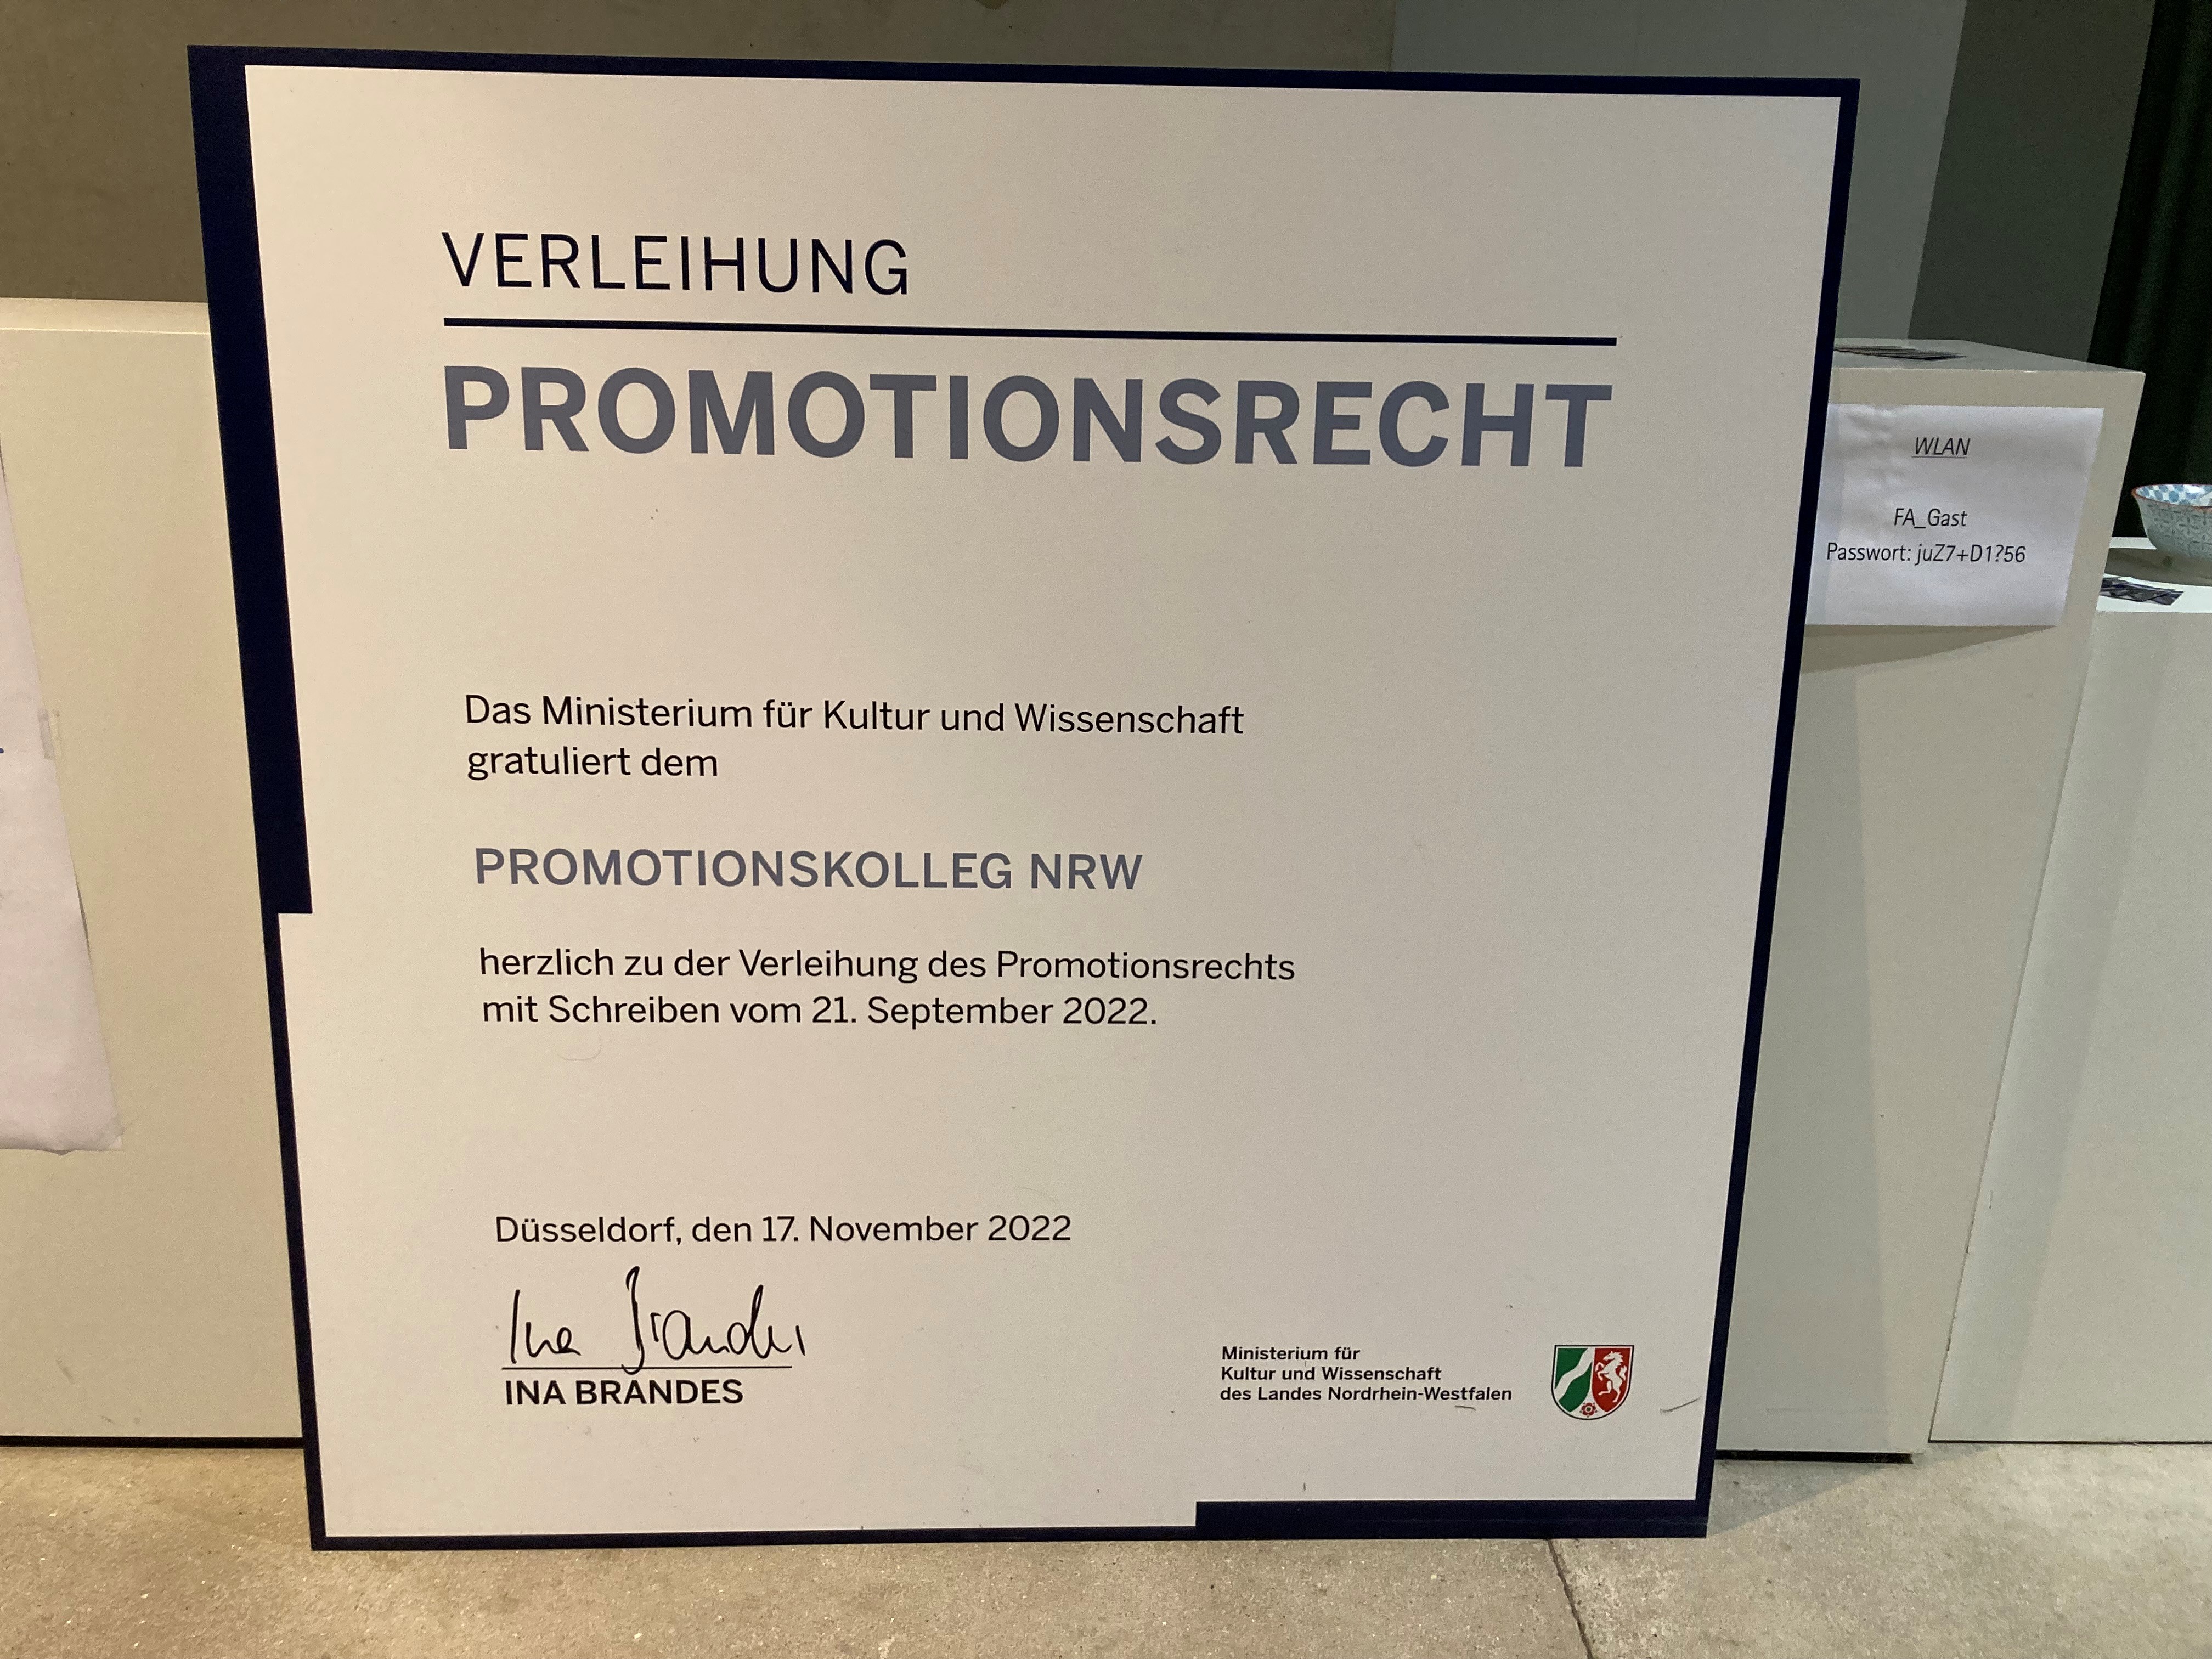 VERLEIHUNG
PROMOTIONSRECHT
Das Ministerium für Kultur und Wissenschaft
gratuliert dem
PROMOTIONSKOLLEG NRW
herzlich zu der Verleihung des Promotionsrechts
mit Schreiben vom 21. September 2022.
Düsseldorf, den 17. November 2022
Ina Brandes
INA BRANDES
Ministerium für
Kultur und Wissenschaft
des Landes Nordrhein-Westfalen
WLAN
FA_Gast
Passwort: juZ7+D1?56